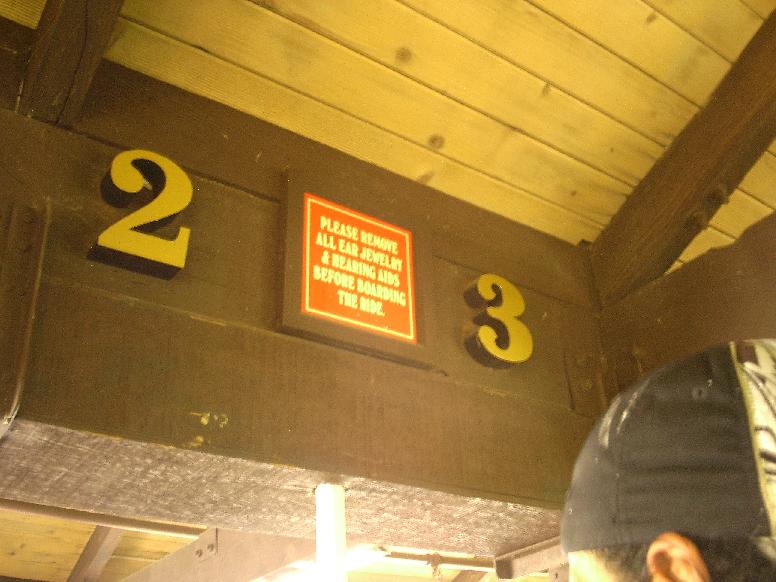 2
PLEASE REMOVE
ALL EAR JEWELRY
& HEARING AIDS
BEFORE BOARDING
THE RIDE.
3